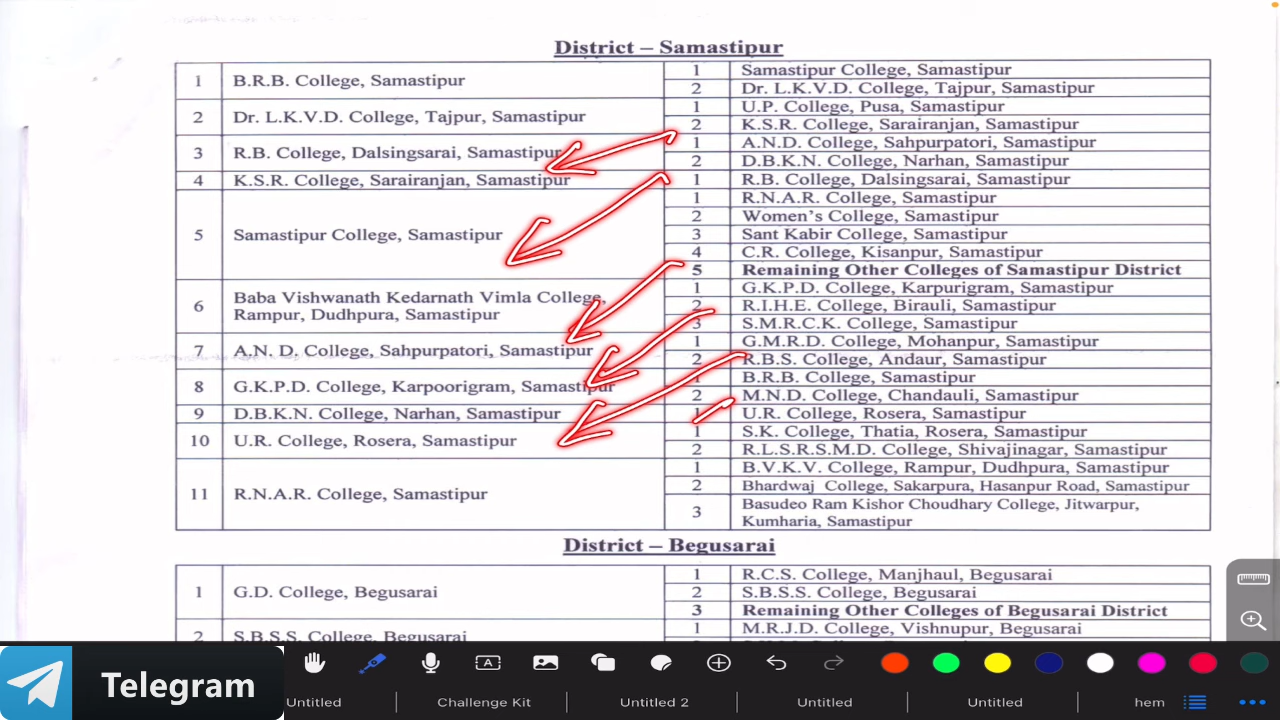 District – Samastipur
1 B.R.B. College, Samastipur
1 Samastipur College, Samastipur
2 Dr. L.K.V.D. College, Tajpur, Samastipur
2 Dr. L.K.V.D. College, Tajpur, Samastipur
1 U.P. College, Pusa, Samastipur
2 K.S.R. College, Sarairanjan, Samastipur
3 R.B. College, Dalsingsarai, Samastipur
1 A.N.D. College, Sahpurpatori, Samastipur
2 D.B.K.N. College, Narhan, Samastipur
4 K.S.R. College, Sarairanjan, Samastipur
1 R.B. College, Dalsingsarai, Samastipur
5 Samastipur College, Samastipur
1 R.N.A.R. College, Samastipur
2 Women's College, Samastipur
3 Sant Kabir College, Samastipur
4 C.R. College, Kisanpur, Samastipur
5 Remaining Other Colleges of Samastipur District
6 Baba Vishwanath Kedarnath Vimla College,
Rampur, Dudhpura, Samastipur
1 G.K.P.D. College, Karpurigram, Samastipur
2 R.I.H.E. College, Birauli, Samastipur
3 S.M.R.C.K. College, Samastipur
7 A.N. D. College, Sahpurpatori, Samastipur
1 G.M.R.D. College, Mohanpur, Samastipur
2 R.B.S. College, Andaur, Samastipur
8 G.K.P.D. College, Karpoorigram, Samastipur
1 B.R.B. College, Samastipur
2 M.N.D. College, Chandauli, Samastipur
9 D.B.K.N. College, Narhan, Samastipur
1 U.R. College, Rosera, Samastipur
10 U.R. College, Rosera, Samastipur
1 S.K. College, Thatia, Rosera, Samastipur
2 R.L.S.R.S.M.D. College, Shivajinagar, Samastipur
11 R.N.A.R. College, Samastipur
1 B.V.K.V. College, Rampur, Dudhpura, Samastipur
2 Bhardwaj College, Sakarpura, Hasanpur Road, Samastipur
3 Basudeo Ram Kishor Choudhary College, Jitwarpur,
Kumharia, Samastipur
District – Begusarai
1 G.D. College, Begusarai
1 R.C.S. College, Manjhaul, Begusarai
2 S.B.S.S. College, Begusarai
3 Remaining Other Colleges of Begusarai District
2 S.B.S.S. College, Begusarai
1 M.R.J.D. College, Vishnupur, Begusarai
Telegram
Untitled
Challenge Kit
Untitled 2
Untitled
Untitled
hem